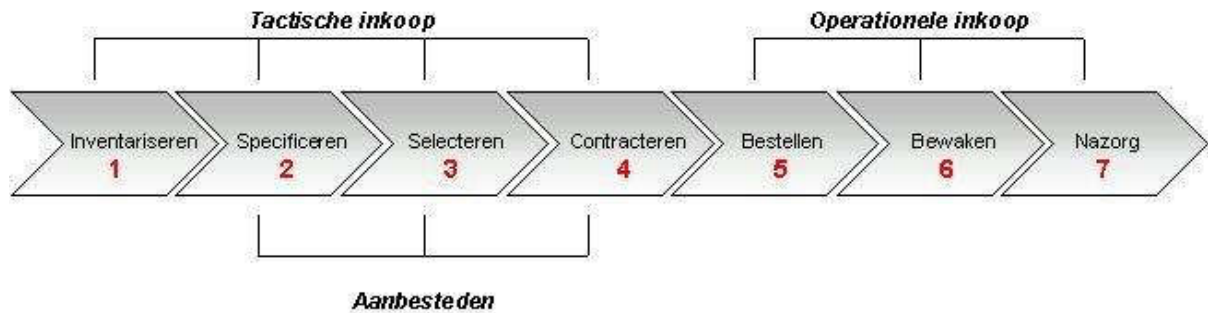 Tactische inkoop
Operationele inkoop
Inventariseren
1
Specificeren
2
Selecteren
3
Contracteren
4
Bestellen
5
Bewaken
6
Nazorg
7
Aanbesteden